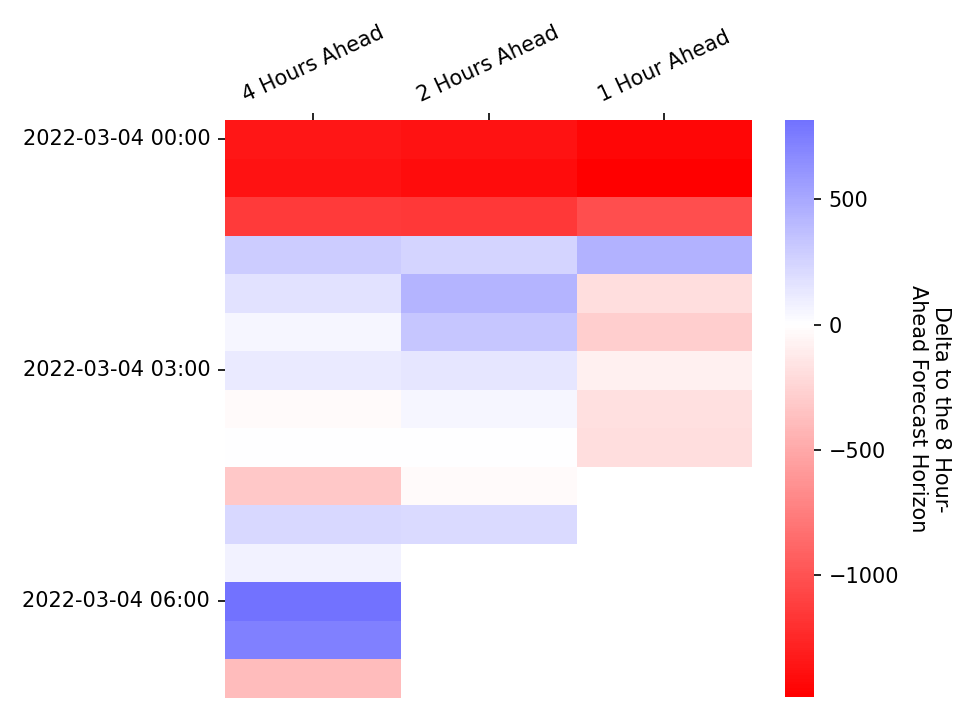 4 Hours Ahead
2 Hours Ahead
1 Hour Ahead
2022-03-04 00:00
2022-03-04 03:00
2022-03-04 06:00
500
0
−500
−1000
Delta to the 8 Hour-
Ahead Forecast Horizon